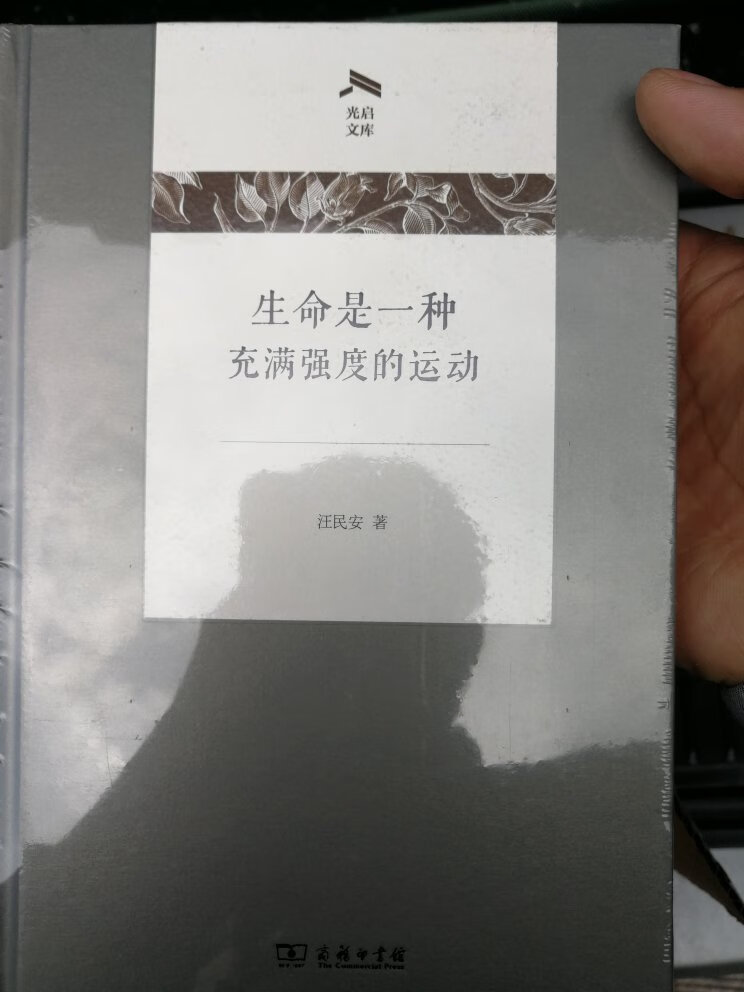 光启
文库
生命是一种
充满强度的运动
汪民安 著
商务印书馆
The Commercial Press